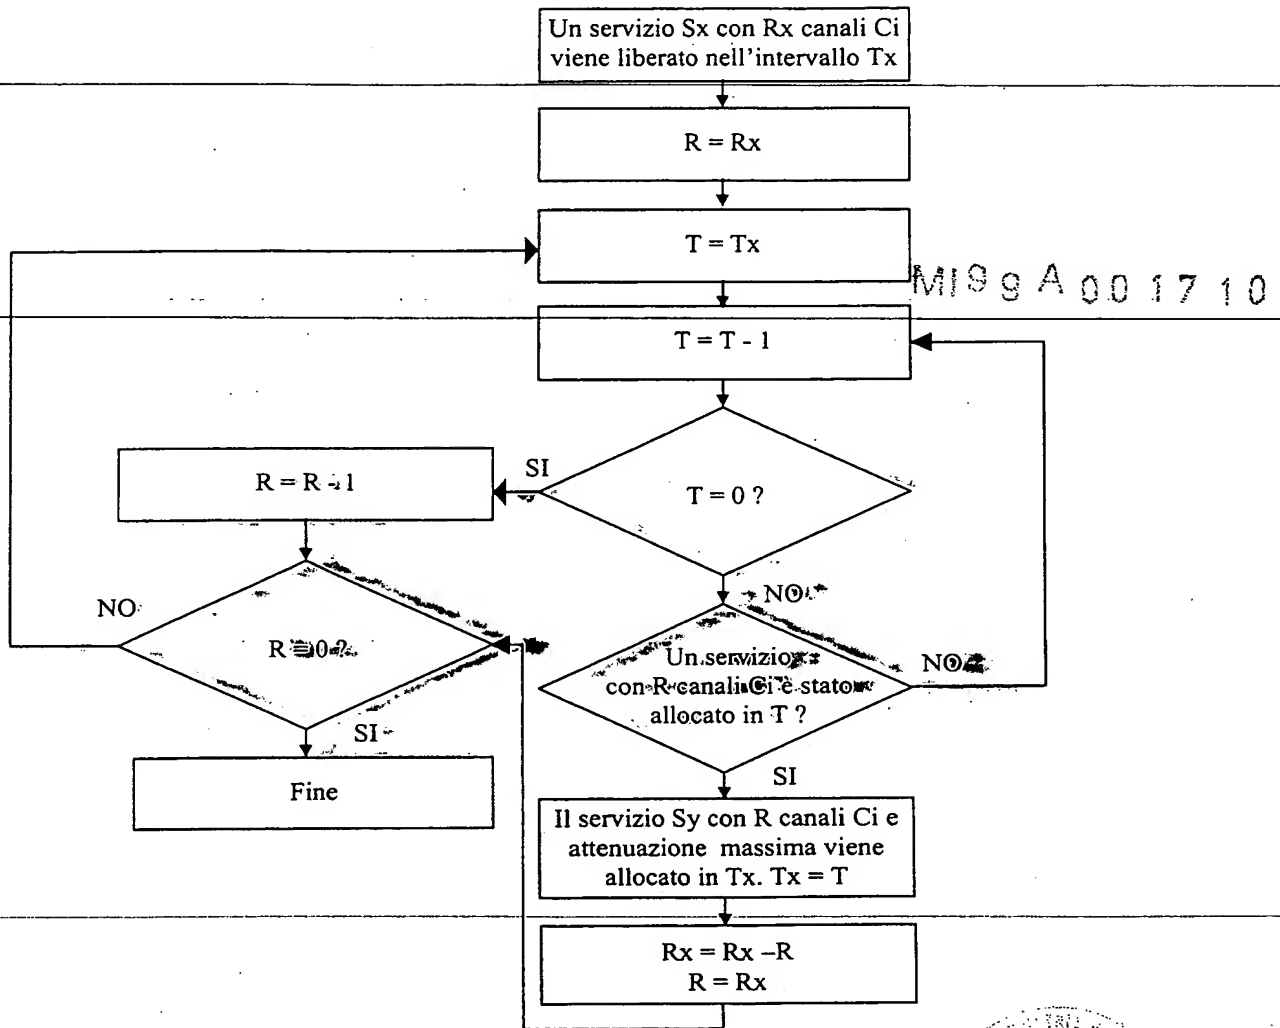 Un servizio Sx con Rx canali Ci
viene liberato nell'intervallo Tx
R = Rx
T = Tx
MI99A001710
T = T - 1
SI
R = R - 1
T = 0 ?
NO
NO
R = 0 ?
Un servizio
con R canali Ci è stato
allocato in T ?
NO
SI
SI
Fine
Il servizio Sy con R canali Ci e
attenuazione massima viene
allocato in Tx. Tx = T
Rx = Rx –R
R = Rx